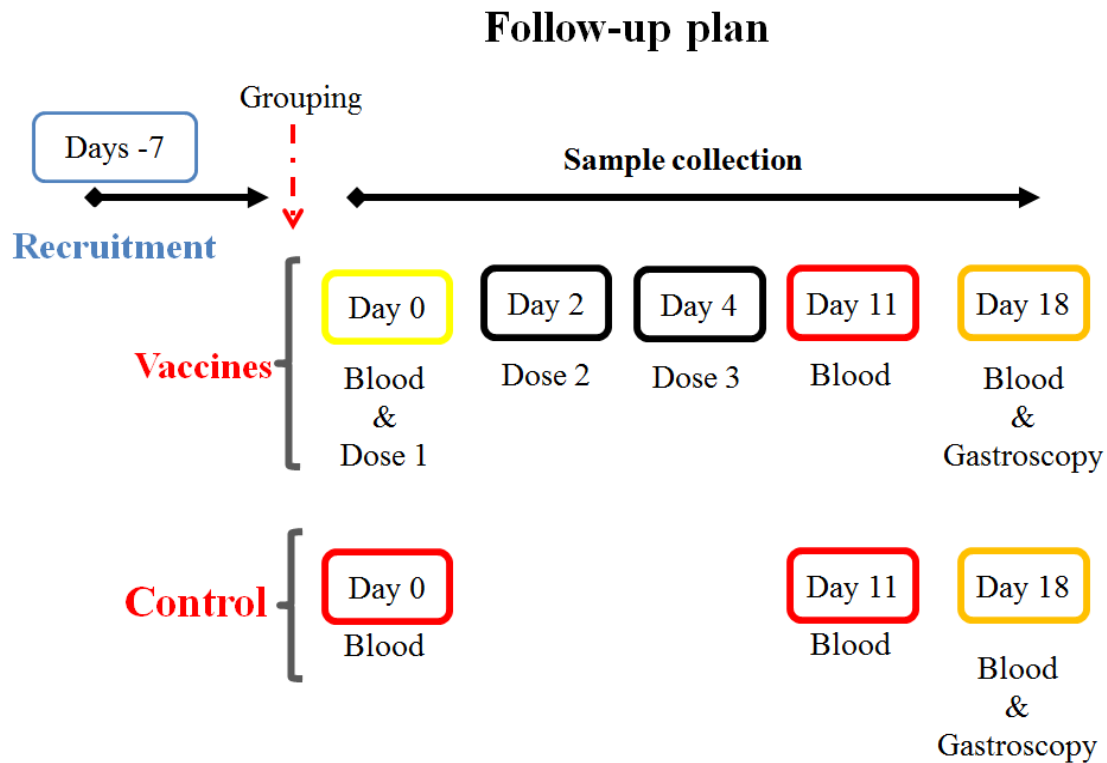 Follow-up plan
Grouping
Days -7
Sample collection
Recruitment
Vaccines
Day 0
Day 2
Day 4
Day 11
Day 18
Blood
&
Dose 1
Dose 2
Dose 3
Blood
Blood
&
Gastroscopy
Control
Day 0
Day 11
Day 18
Blood
Blood
Blood
&
Gastroscopy